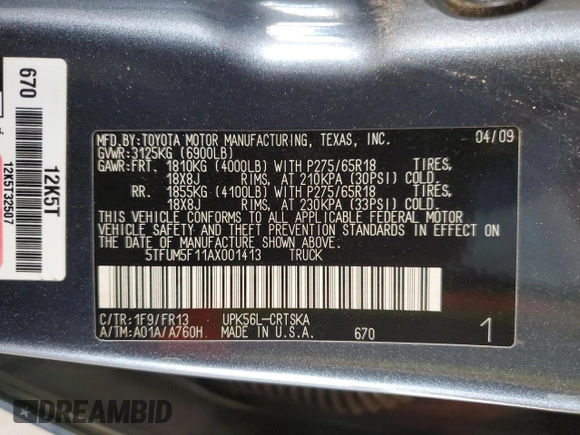 670
12K5T
12K5T32507
MFD.BY:TOYOTA MOTOR MANUFACTURING, TEXAS, INC. 04/09
GVWR:3125KG (6900LB)
GAWR:FRT. 1810KG (4000LB) WITH P275/65R18 TIRES,
18X8J RIMS, AT 210KPA (30PSI) COLD.
RR. 1855KG (4100LB) WITH P275/65R18 TIRES,
18X8J RIMS, AT 230KPA (33PSI) COLD.
THIS VEHICLE CONFORMS TO ALL APPLICABLE FEDERAL MOTOR
VEHICLE SAFETY AND THEFT PREVENTION STANDARDS IN EFFECT ON
THE DATE OF MANUFACTURE SHOWN ABOVE.
5TFUM5F11AX001413 TRUCK
C/TR:1F9/FR13 UPK56L-CRTSKA
A/TM:A01A/A760H MADE IN U.S.A. 670 1
DREAMBID